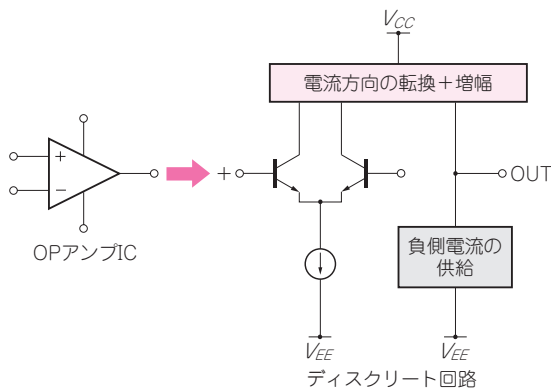 V_CC
電流方向の転換＋増幅
+
−
+
OUT
OPアンプIC
負側電流の
供給
V_EE
V_EE
ディスクリート回路